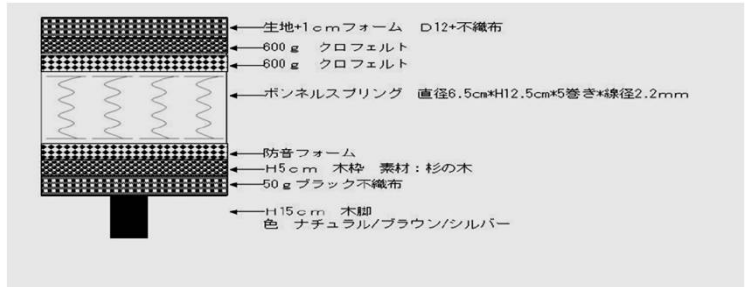 生地+1cmフォーム　D12+不織布
600g　クロフェルト
600g　クロフェルト
ボンネルスプリング　直径6.5cm*H12.5cm*5巻き*線径2.2mm
防音フォーム
H5cm　木枠　素材：杉の木
50gブラック不織布
H15cm　木脚
色　ナチュラル/ブラウン/シルバー